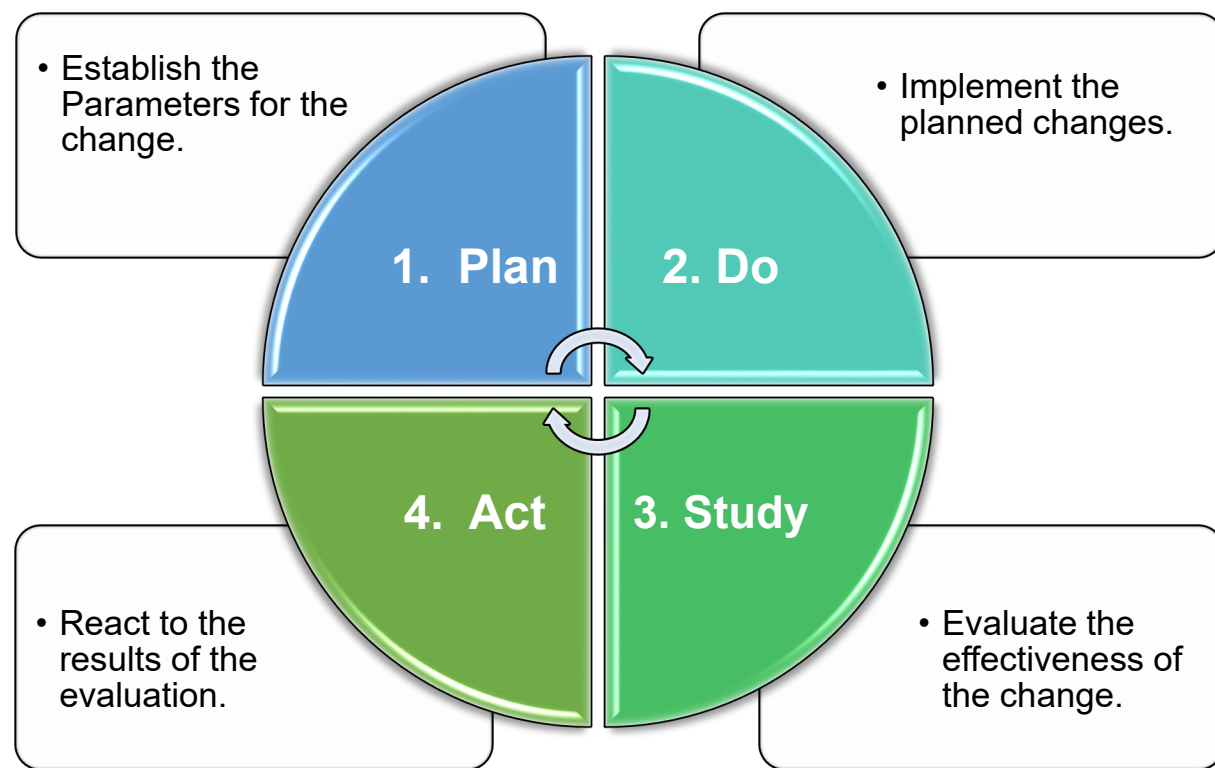 • Establish the
Parameters for the
change.
• Implement the
planned changes.
1. Plan
2. Do
4. Act
3. Study
• React to the
results of the
evaluation.
• Evaluate the
effectiveness of
the change.